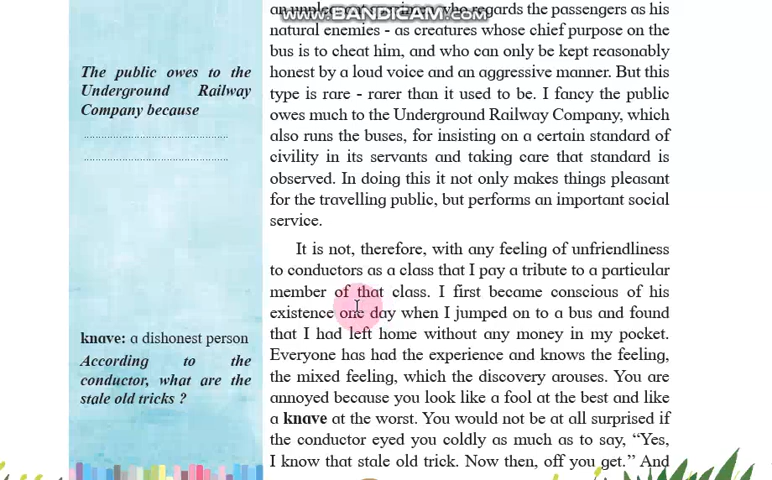 an unpleasant specimen who regards the passengers as his
WWW.BANDICAM.COM
natural enemies - as creatures whose chief purpose on the
bus is to cheat him, and who can only be kept reasonably
honest by a loud voice and an aggressive manner. But this
type is rare - rarer than it used to be. I fancy the public
owes much to the Underground Railway Company, which
also runs the buses, for insisting on a certain standard of
civility in its servants and taking care that standard is
observed. In doing this it not only makes things pleasant
for the travelling public, but performs an important social
service.
The public owes to the
Underground Railway
Company because
................................................
................................................
It is not, therefore, with any feeling of unfriendliness
to conductors as a class that I pay a tribute to a particular
member of that class. I first became conscious of his
existence one day when I jumped on to a bus and found
that I had left home without any money in my pocket.
Everyone has had the experience and knows the feeling,
the mixed feeling, which the discovery arouses. You are
annoyed because you look like a fool at the best and like
a knave at the worst. You would not be at all surprised if
the conductor eyed you coldly as much as to say, “Yes,
I know that stale old trick. Now then, off you get.” And
knave: a dishonest person
According to the
conductor, what are the
stale old tricks ?